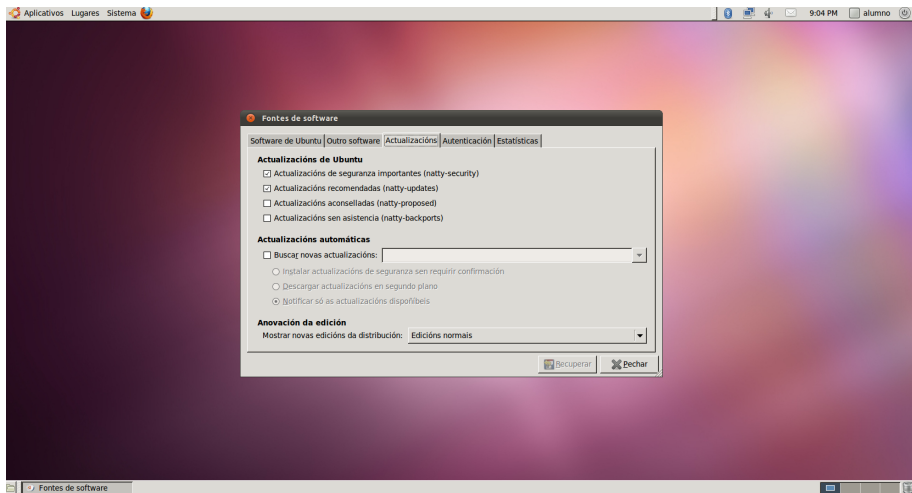 Aplicativos Lugares Sistema 9:04 PM alumno
Fontes de software
Software de Ubuntu Outro software Actualizacións Autenticación Estatísticas
Actualizacións de Ubuntu
Actualizacións de seguranza importantes (natty-security)
Actualizacións recomendadas (natty-updates)
Actualizacións aconselladas (natty-proposed)
Actualizacións sen asistencia (natty-backports)
Actualizacións automáticas
Buscar novas actualizacións:
Instalar actualizacións de seguranza sen requirir confirmación
Descargar actualizacións en segundo plano
Notificar só as actualizacións dispoñíbeis
Anovación da edición
Mostrar novas edicións da distribución: Edicións normais
Recuperar Pechar
Fontes de software